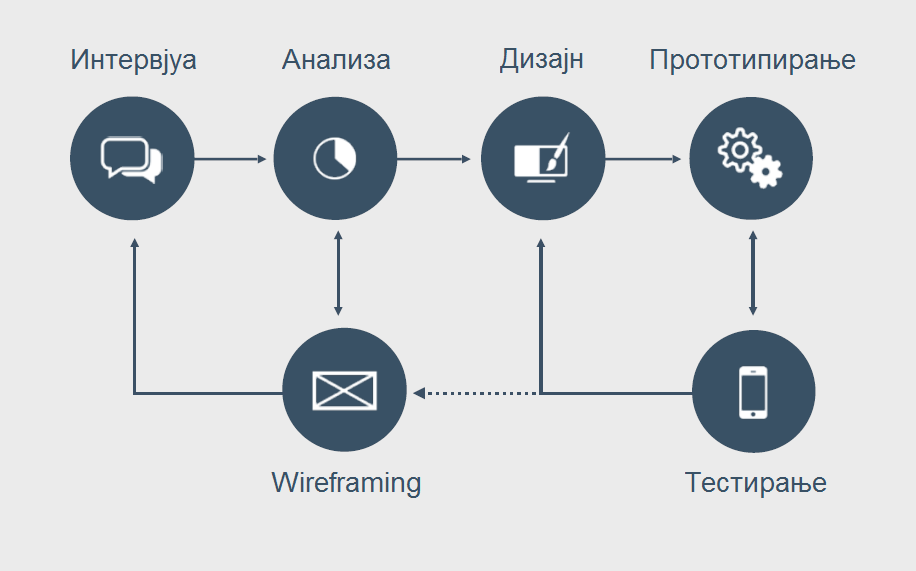 Интервјуа
Анализа
Дизајн
Прототипирање
Wireframing
Тестирање